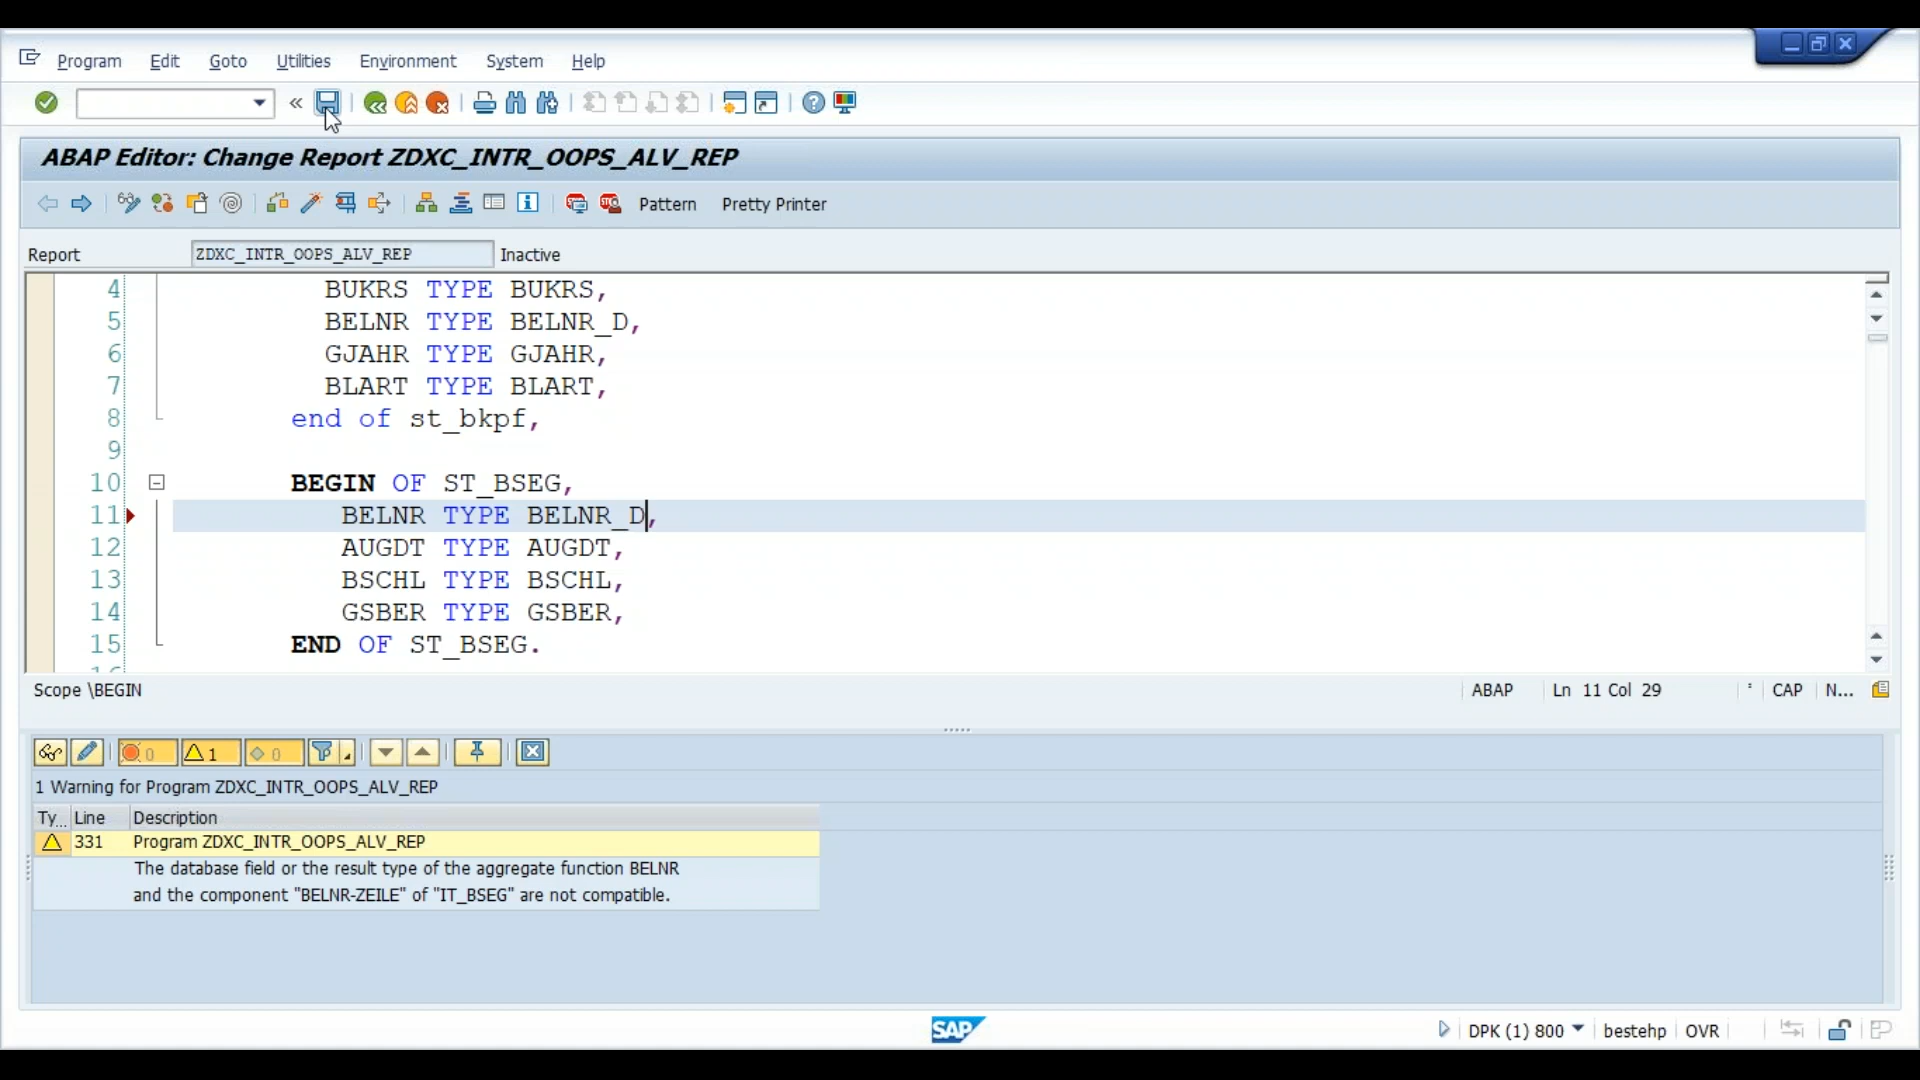 Program Edit Goto Utilities Environment System Help
ABAP Editor: Change Report ZDXC_INTR_OOPS_ALV_REP
Pattern Pretty Printer
Report ZDXC_INTR_OOPS_ALV_REP Inactive
4 BUKRS TYPE BUKRS,
5 BELNR TYPE BELNR_D,
6 GJAHR TYPE GJAHR,
7 BLART TYPE BLART,
8 end of st_bkpf,
9
10 BEGIN OF ST_BSEG,
11 BELNR TYPE BELNR_D,
12 AUGDT TYPE AUGDT,
13 BSCHL TYPE BSCHL,
14 GSBER TYPE GSBER,
15 END OF ST_BSEG.
Scope \BEGIN ABAP Ln 11 Col 29 CAP N...
0 1 0
1 Warning for Program ZDXC_INTR_OOPS_ALV_REP
Ty... Line Description
331 Program ZDXC_INTR_OOPS_ALV_REP
The database field or the result type of the aggregate function BELNR
and the component "BELNR-ZEILE" of "IT_BSEG" are not compatible.
SAP DPK (1) 800 bestehp OVR